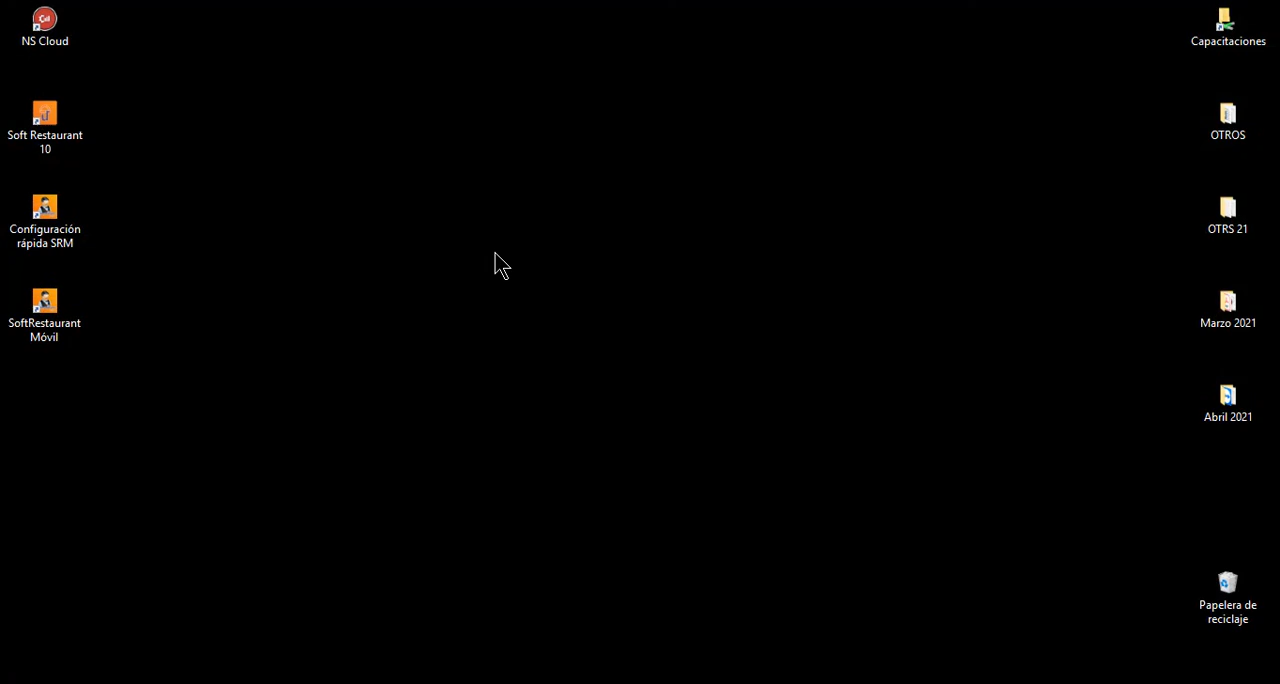 NS Cloud
Soft Restaurant
10
Configuración
rápida SRM
SoftRestaurant
Móvil
Capacitaciones
OTROS
OTRS 21
Marzo 2021
Abril 2021
Papelera de
reciclaje